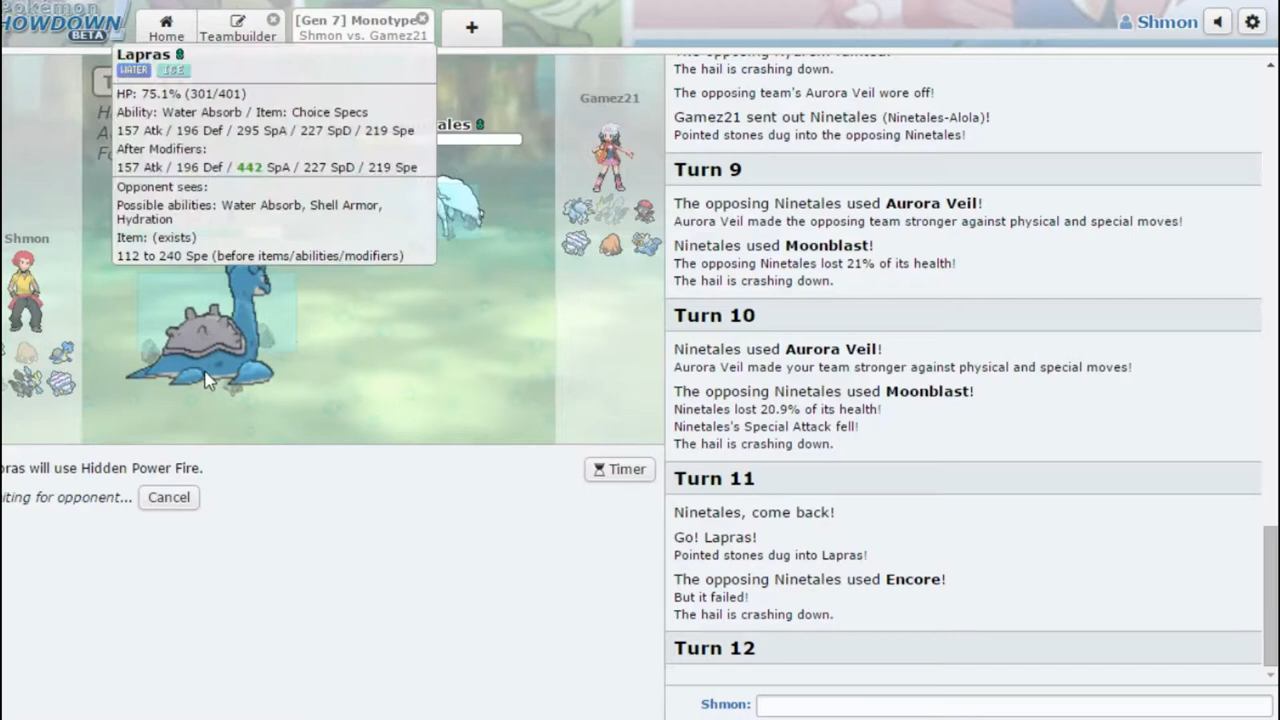 Pokémon
HOWDOWN
BETA
Home
Teambuilder
[Gen 7] Monotype
Shmon vs. Gamez21
+
Shmon
Lapras
WATER ICE
HP: 75.1% (301/401)
Ability: Water Absorb / Item: Choice Specs
157 Atk / 196 Def / 295 SpA / 227 SpD / 219 Spe
After Modifiers:
157 Atk / 196 Def / 442 SpA / 227 SpD / 219 Spe
Opponent sees:
Possible abilities: Water Absorb, Shell Armor,
Hydration
Item: (exists)
112 to 240 Spe (before items/abilities/modifiers)
ales
Gamez21
Shmon
pras will use Hidden Power Fire.
iting for opponent... Cancel
Timer
The hail is crashing down.
The opposing team's Aurora Veil wore off!
Gamez21 sent out Ninetales (Ninetales-Alola)!
Pointed stones dug into the opposing Ninetales!
Turn 9
The opposing Ninetales used Aurora Veil!
Aurora Veil made the opposing team stronger against physical and special moves!
Ninetales used Moonblast!
The opposing Ninetales lost 21% of its health!
The hail is crashing down.
Turn 10
Ninetales used Aurora Veil!
Aurora Veil made your team stronger against physical and special moves!
The opposing Ninetales used Moonblast!
Ninetales lost 20.9% of its health!
Ninetales's Special Attack fell!
The hail is crashing down.
Turn 11
Ninetales, come back!
Go! Lapras!
Pointed stones dug into Lapras!
The opposing Ninetales used Encore!
But it failed!
The hail is crashing down.
Turn 12
Shmon: